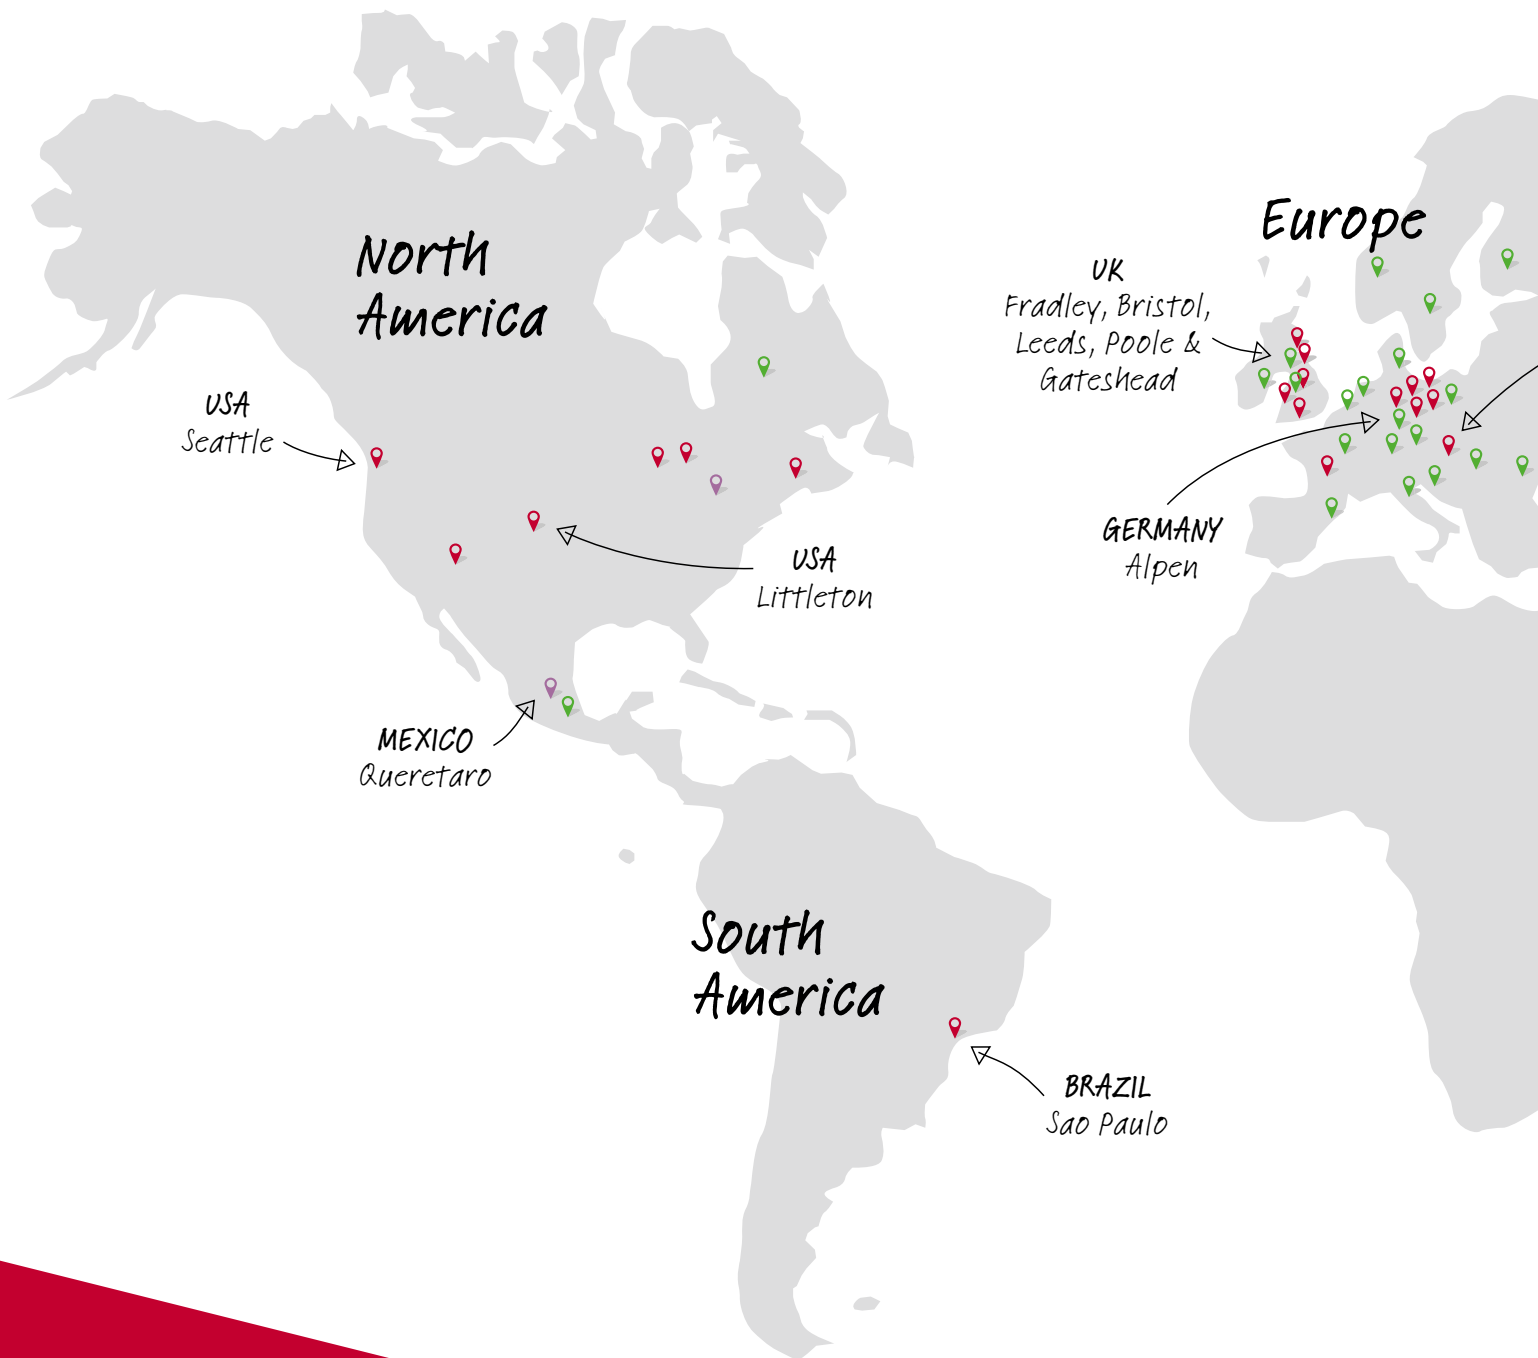 North
America
Europe
UK
Fradley, Bristol,
Leeds, Poole &
Gateshead
USA
Seattle
GERMANY
Alpen
USA
Littleton
MEXICO
Queretaro
South
America
BRAZIL
Sao Paulo